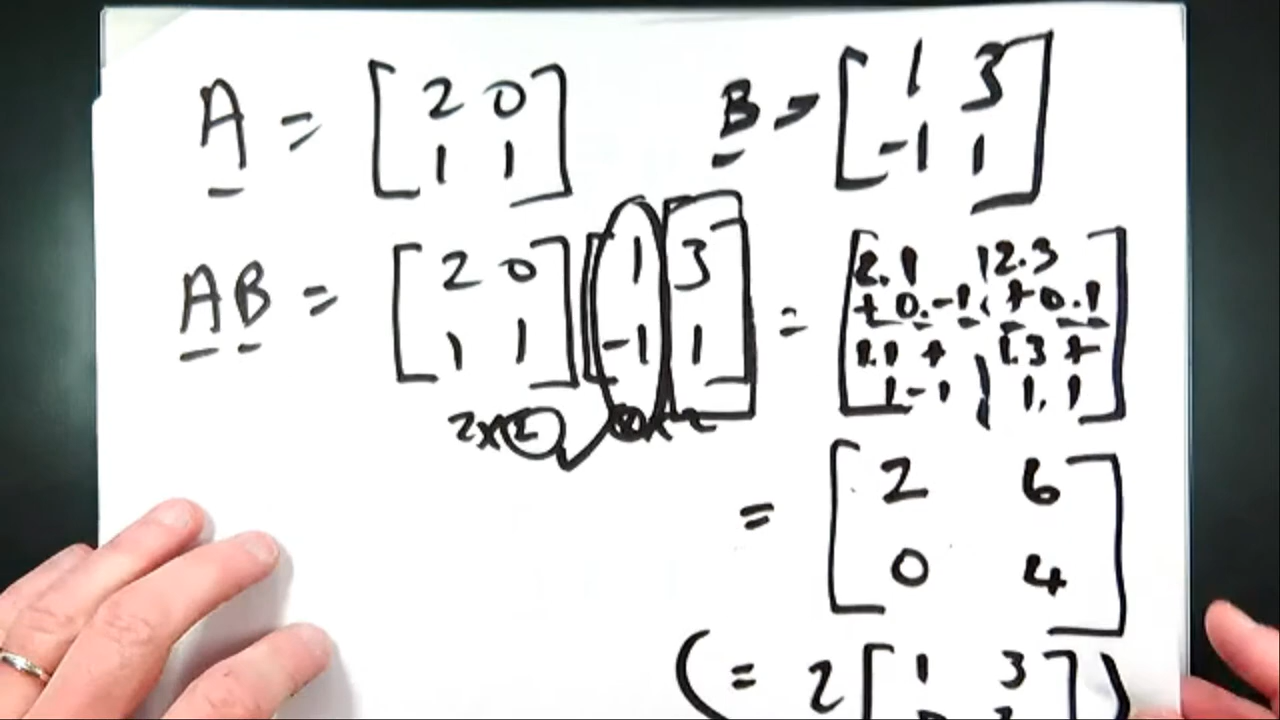 A = [ 2 0 B = [ 1 3
1 1 ] -1 1 ]
AB = [ 2 0 ] [ 1 3 ] = [ 2.1 | 2.3
+ 0.-1 | + 0.1
1 1 -1 1 1.1 + | 1.3 +
1-1 | 1.1 ]
2x2 2x2
= [ 2 6
0 4 ]
( = 2 [ 1 3 ] )